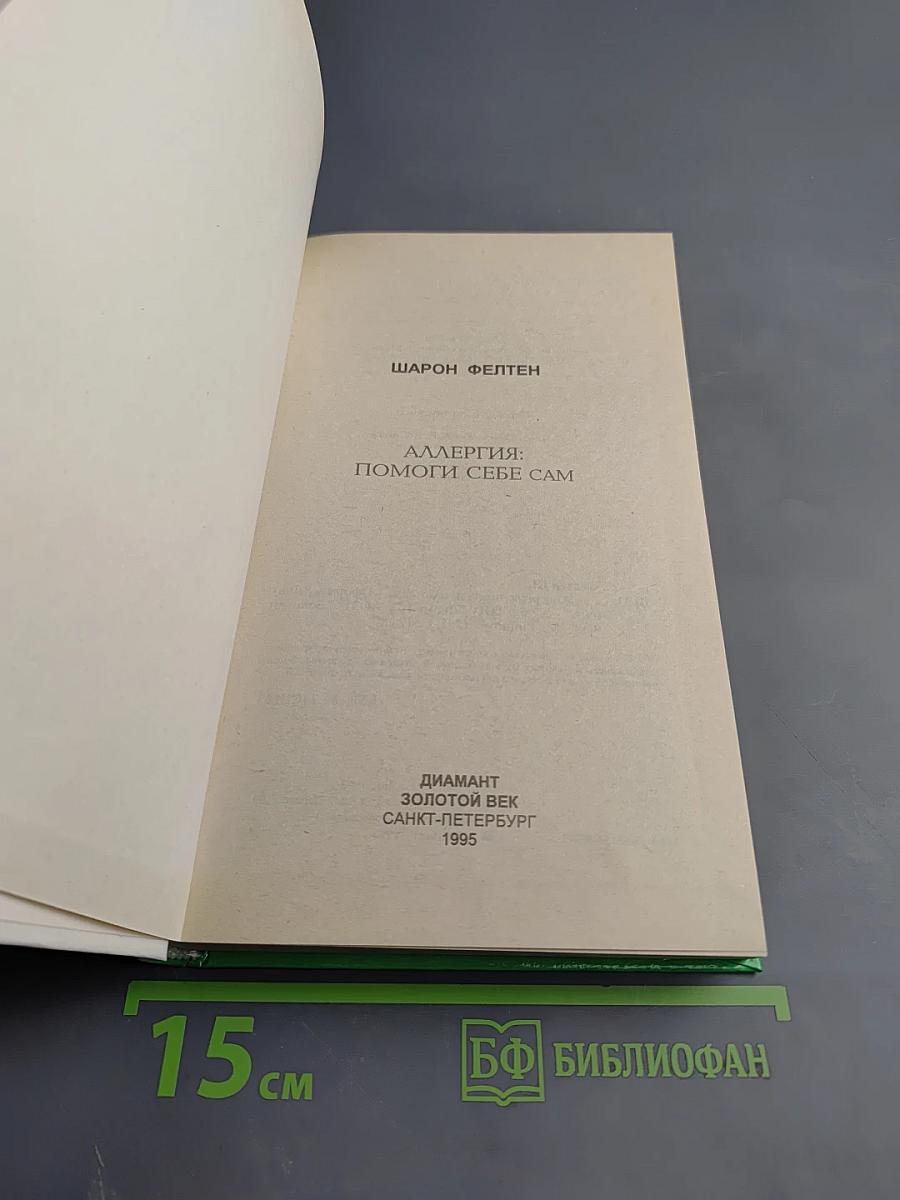 ШАРОН ФЕЛТЕН
АЛЛЕРГИЯ:
ПОМОГИ СЕБЕ САМ
ДИАМАНТ
ЗОЛОТОЙ ВЕК
САНКТ-ПЕТЕРБУРГ
1995
15 см
БФ БИБЛИОФАН